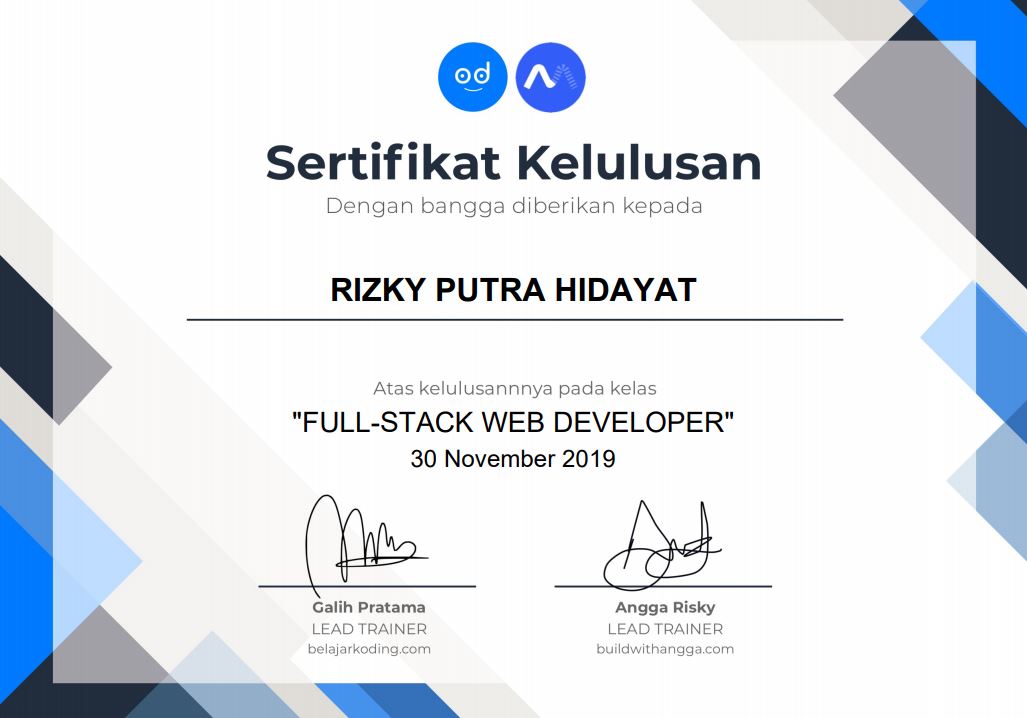 od
Sertifikat Kelulusan
Dengan bangga diberikan kepada
RIZKY PUTRA HIDAYAT
Atas kelulusannnya pada kelas
"FULL-STACK WEB DEVELOPER"
30 November 2019
Galih Pratama
LEAD TRAINER
belajarkoding.com
Angga Risky
LEAD TRAINER
buildwithangga.com